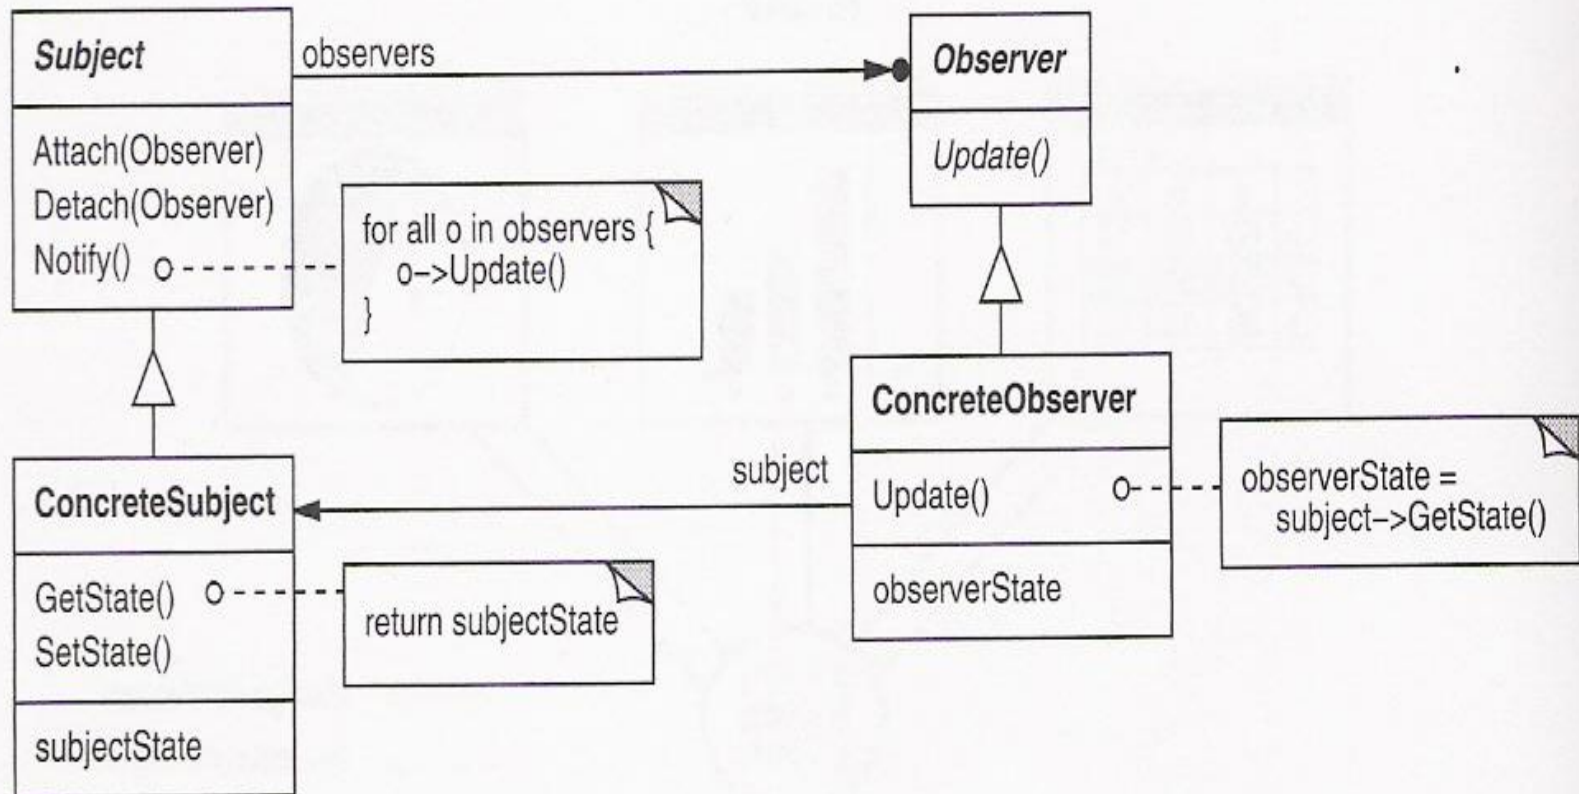 Subject
observers
Observer
Attach(Observer)
Detach(Observer)
Notify()
for all o in observers {
o–>Update()
}
Update()
ConcreteObserver
Update()
observerState
observerState =
subject–>GetState()
subject
ConcreteSubject
GetState()
SetState()
subjectState
return subjectState